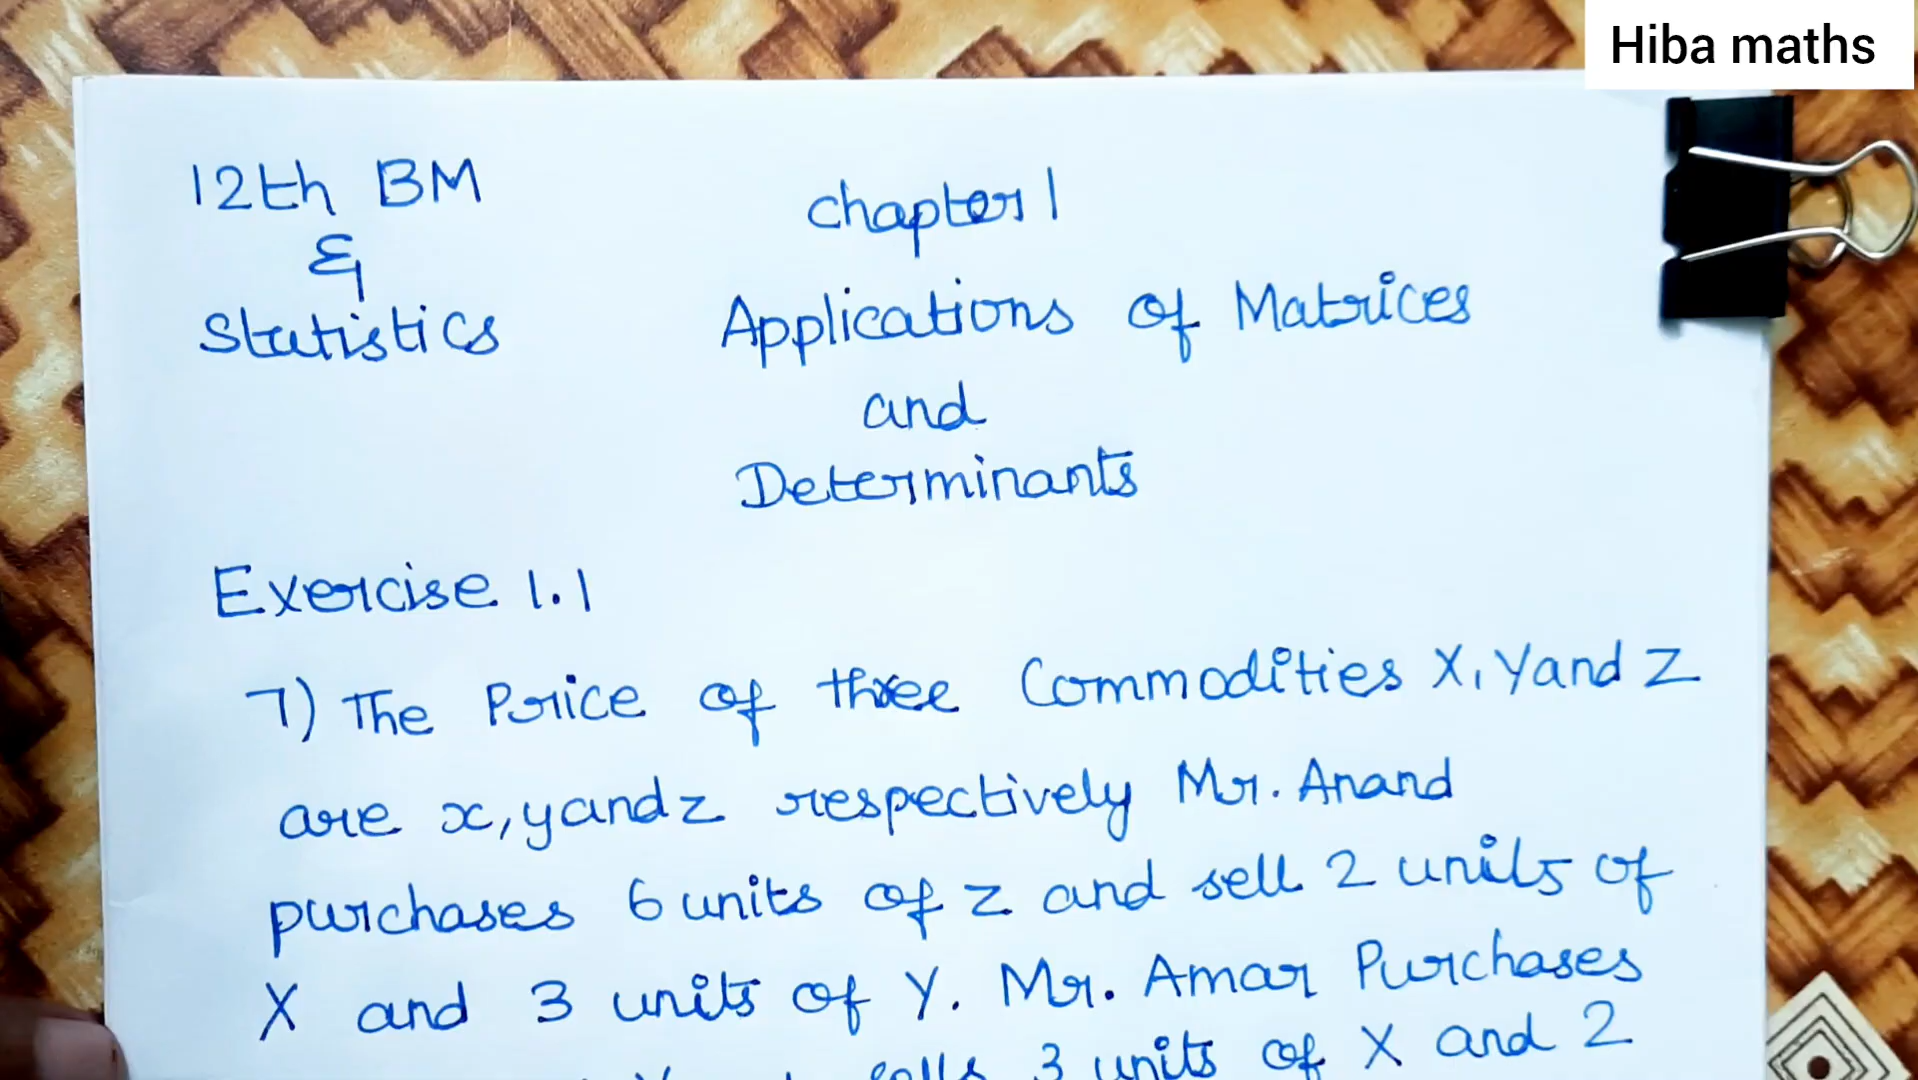 Hiba maths
12th BM
&
Statistics
Chapter 1
Applications of Matrices
and
Determinants
Exercise 1.1
7) The Price of three Commodities X, Y and Z
are x, y and z respectively Mr. Anand
purchases 6 units of z and sell 2 units of
X and 3 units of Y. Mr. Amar Purchases
sells 3 units of X and 2